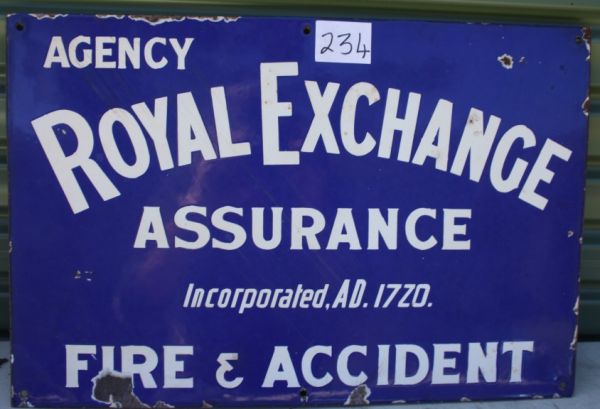 AGENCY
234
ROYAL EXCHANGE
ASSURANCE
Incorporated, AD. 1720.
FIRE & ACCIDENT